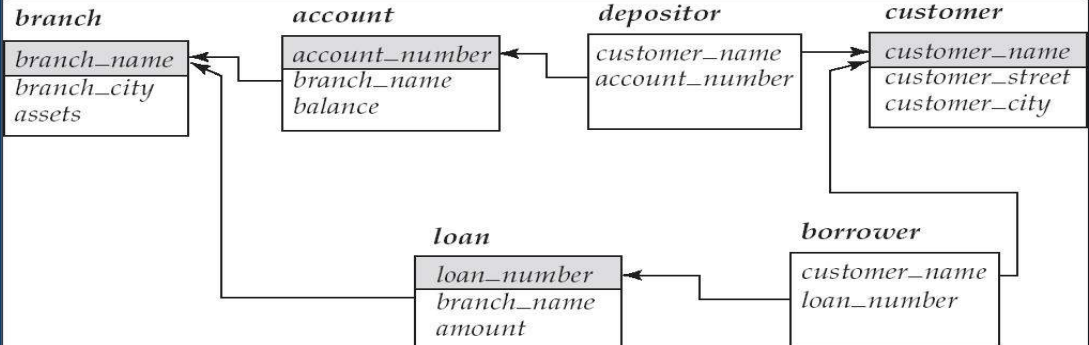 branch
branch_name
branch_city
assets
account
account_number
branch_name
balance
depositor
customer_name
account_number
customer
customer_name
customer_street
customer_city
loan
loan_number
branch_name
amount
borrower
customer_name
loan_number